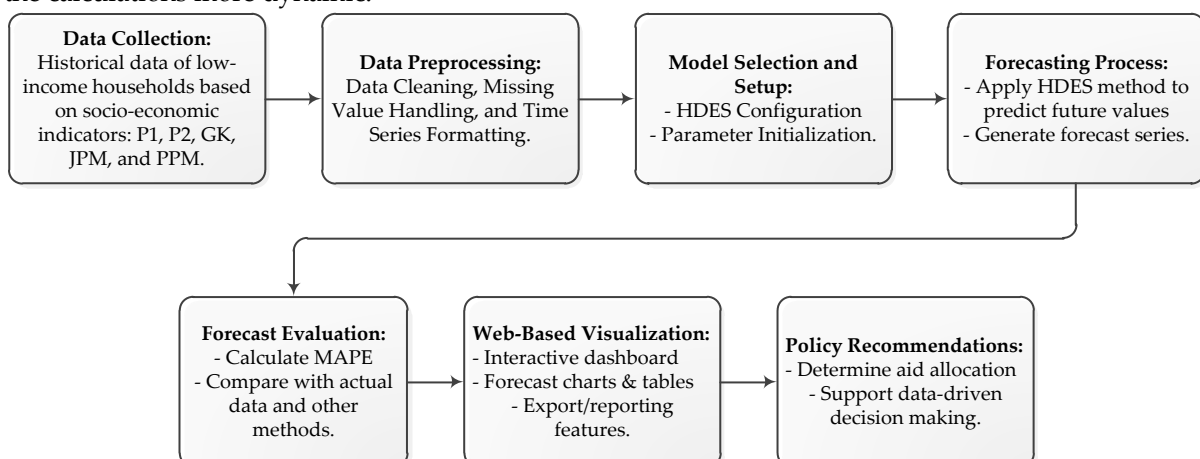 the calculations more dynamic.
Data Collection:
Historical data of low-
income households based
on socio-economic
indicators: P1, P2, GK,
JPM, and PPM.
Data Preprocessing:
Data Cleaning, Missing
Value Handling, and Time
Series Formatting.
Model Selection and
Setup:
- HDES Configuration
- Parameter Initialization.
Forecasting Process:
- Apply HDES method to
predict future values
- Generate forecast series.
Forecast Evaluation:
- Calculate MAPE
- Compare with actual
data and other
methods.
Web-Based Visualization:
- Interactive dashboard
- Forecast charts & tables
- Export/reporting
features.
Policy Recommendations:
- Determine aid allocation
- Support data-driven
decision making.